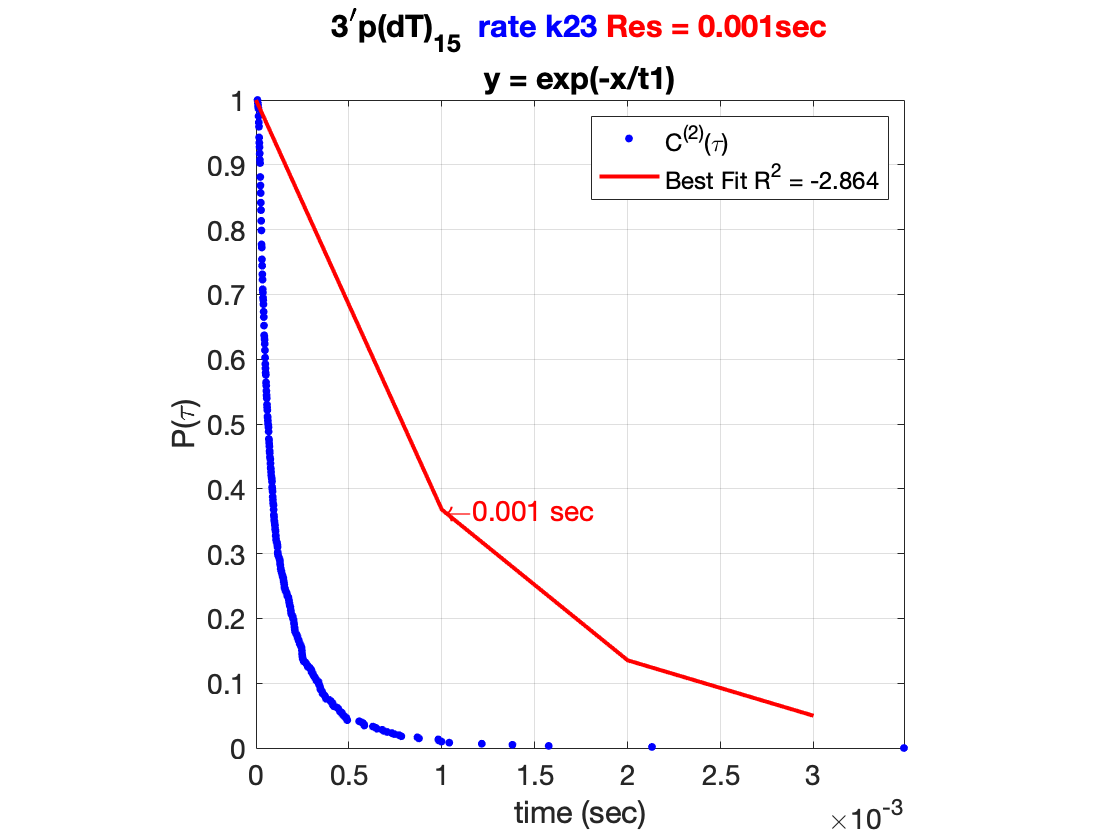 3′p(dT)₁₅ rate k23 Res = 0.001sec
y = exp(-x/t1)
C⁽²⁾(τ)
Best Fit R² = -2.864
←0.001 sec
P(τ)
1
0.9
0.8
0.7
0.6
0.5
0.4
0.3
0.2
0.1
0
0 0.5 1 1.5 2 2.5 3
time (sec)
×10⁻³